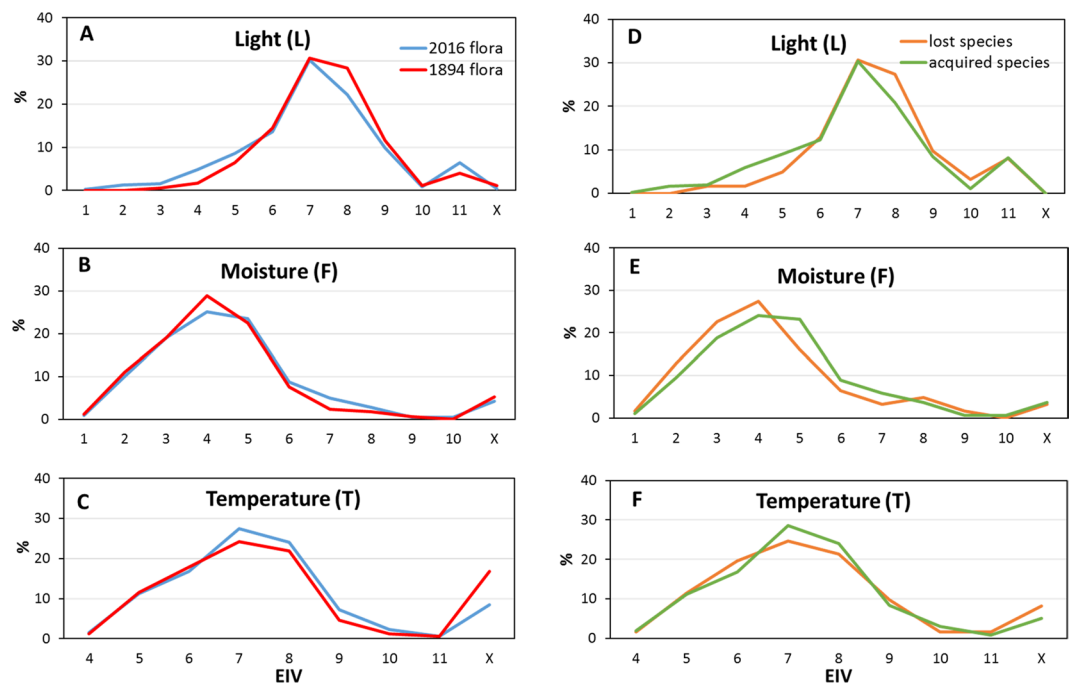 A
Light (L)
2016 flora
1894 flora
%
40
30
20
10
0
1 2 3 4 5 6 7 8 9 10 11 X
D
Light (L)
lost species
acquired species
%
40
30
20
10
0
1 2 3 4 5 6 7 8 9 10 11 X
B
Moisture (F)
%
40
30
20
10
0
1 2 3 4 5 6 7 8 9 10 X
E
Moisture (F)
%
40
30
20
10
0
1 2 3 4 5 6 7 8 9 10 X
C
Temperature (T)
%
40
30
20
10
0
4 5 6 7 8 9 10 11 X
EIV
F
Temperature (T)
%
40
30
20
10
0
4 5 6 7 8 9 10 11 X
EIV